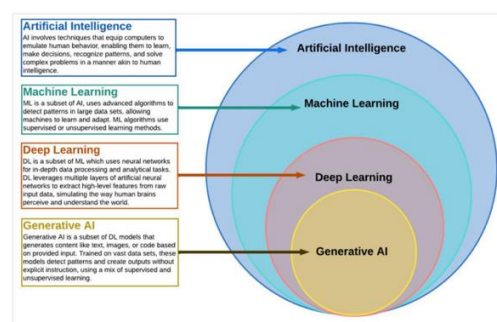 Artificial Intelligence
AI involves techniques that equip computers to
emulate human behavior, enabling them to learn,
make decisions, recognize patterns, and solve
complex problems in a manner akin to human
intelligence.
Machine Learning
ML is a subset of AI, uses advanced algorithms to
detect patterns in large data sets, allowing
machines to learn and adapt. ML algorithms use
supervised or unsupervised learning methods.
Deep Learning
DL is a subset of ML which uses neural networks
for in-depth data processing and analytical tasks.
DL leverages multiple layers of artificial neural
networks to extract high-level features from raw
input data, simulating the way human brains
perceive and understand the world.
Generative AI
Generative AI is a subset of DL models that
generates content like text, images, or code based
on provided input. Trained on vast data sets, these
models detect patterns and create outputs without
explicit instruction, using a mix of supervised and
unsupervised learning.
Artificial Intelligence
Machine Learning
Deep Learning
Generative AI